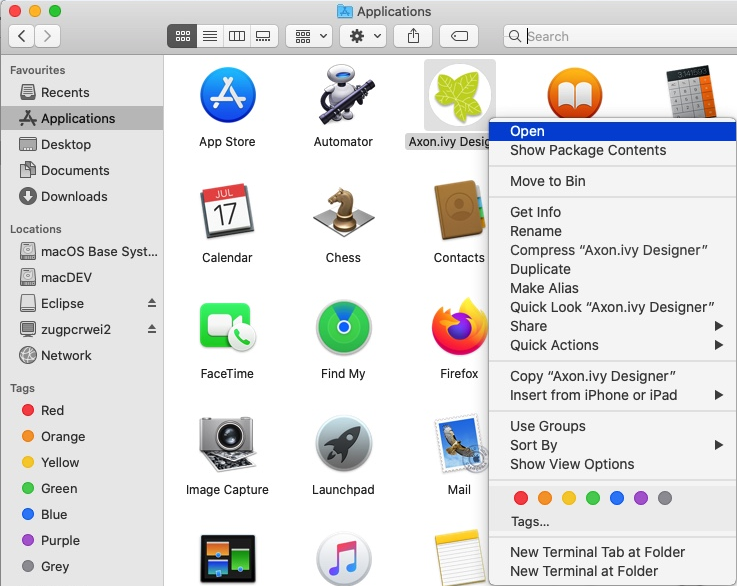 Applications
Search
Favourites
Recents
Applications
Desktop
Documents
Downloads
Locations
macOS Base Syst...
macDEV
Eclipse
zugpcrwei2
Network
Tags
Red
Orange
Yellow
Green
Blue
Purple
Grey
App Store
Automator
Axon.ivy Desig
JUL
17
Calendar
Chess
Contacts
FaceTime
Find My
Firefox
Image Capture
Launchpad
Mail
Open
Show Package Contents
Move to Bin
Get Info
Rename
Compress “Axon.ivy Designer”
Duplicate
Make Alias
Quick Look “Axon.ivy Designer”
Share
Quick Actions
Copy “Axon.ivy Designer”
Insert from iPhone or iPad
Use Groups
Sort By
Show View Options
Tags...
New Terminal Tab at Folder
New Terminal at Folder